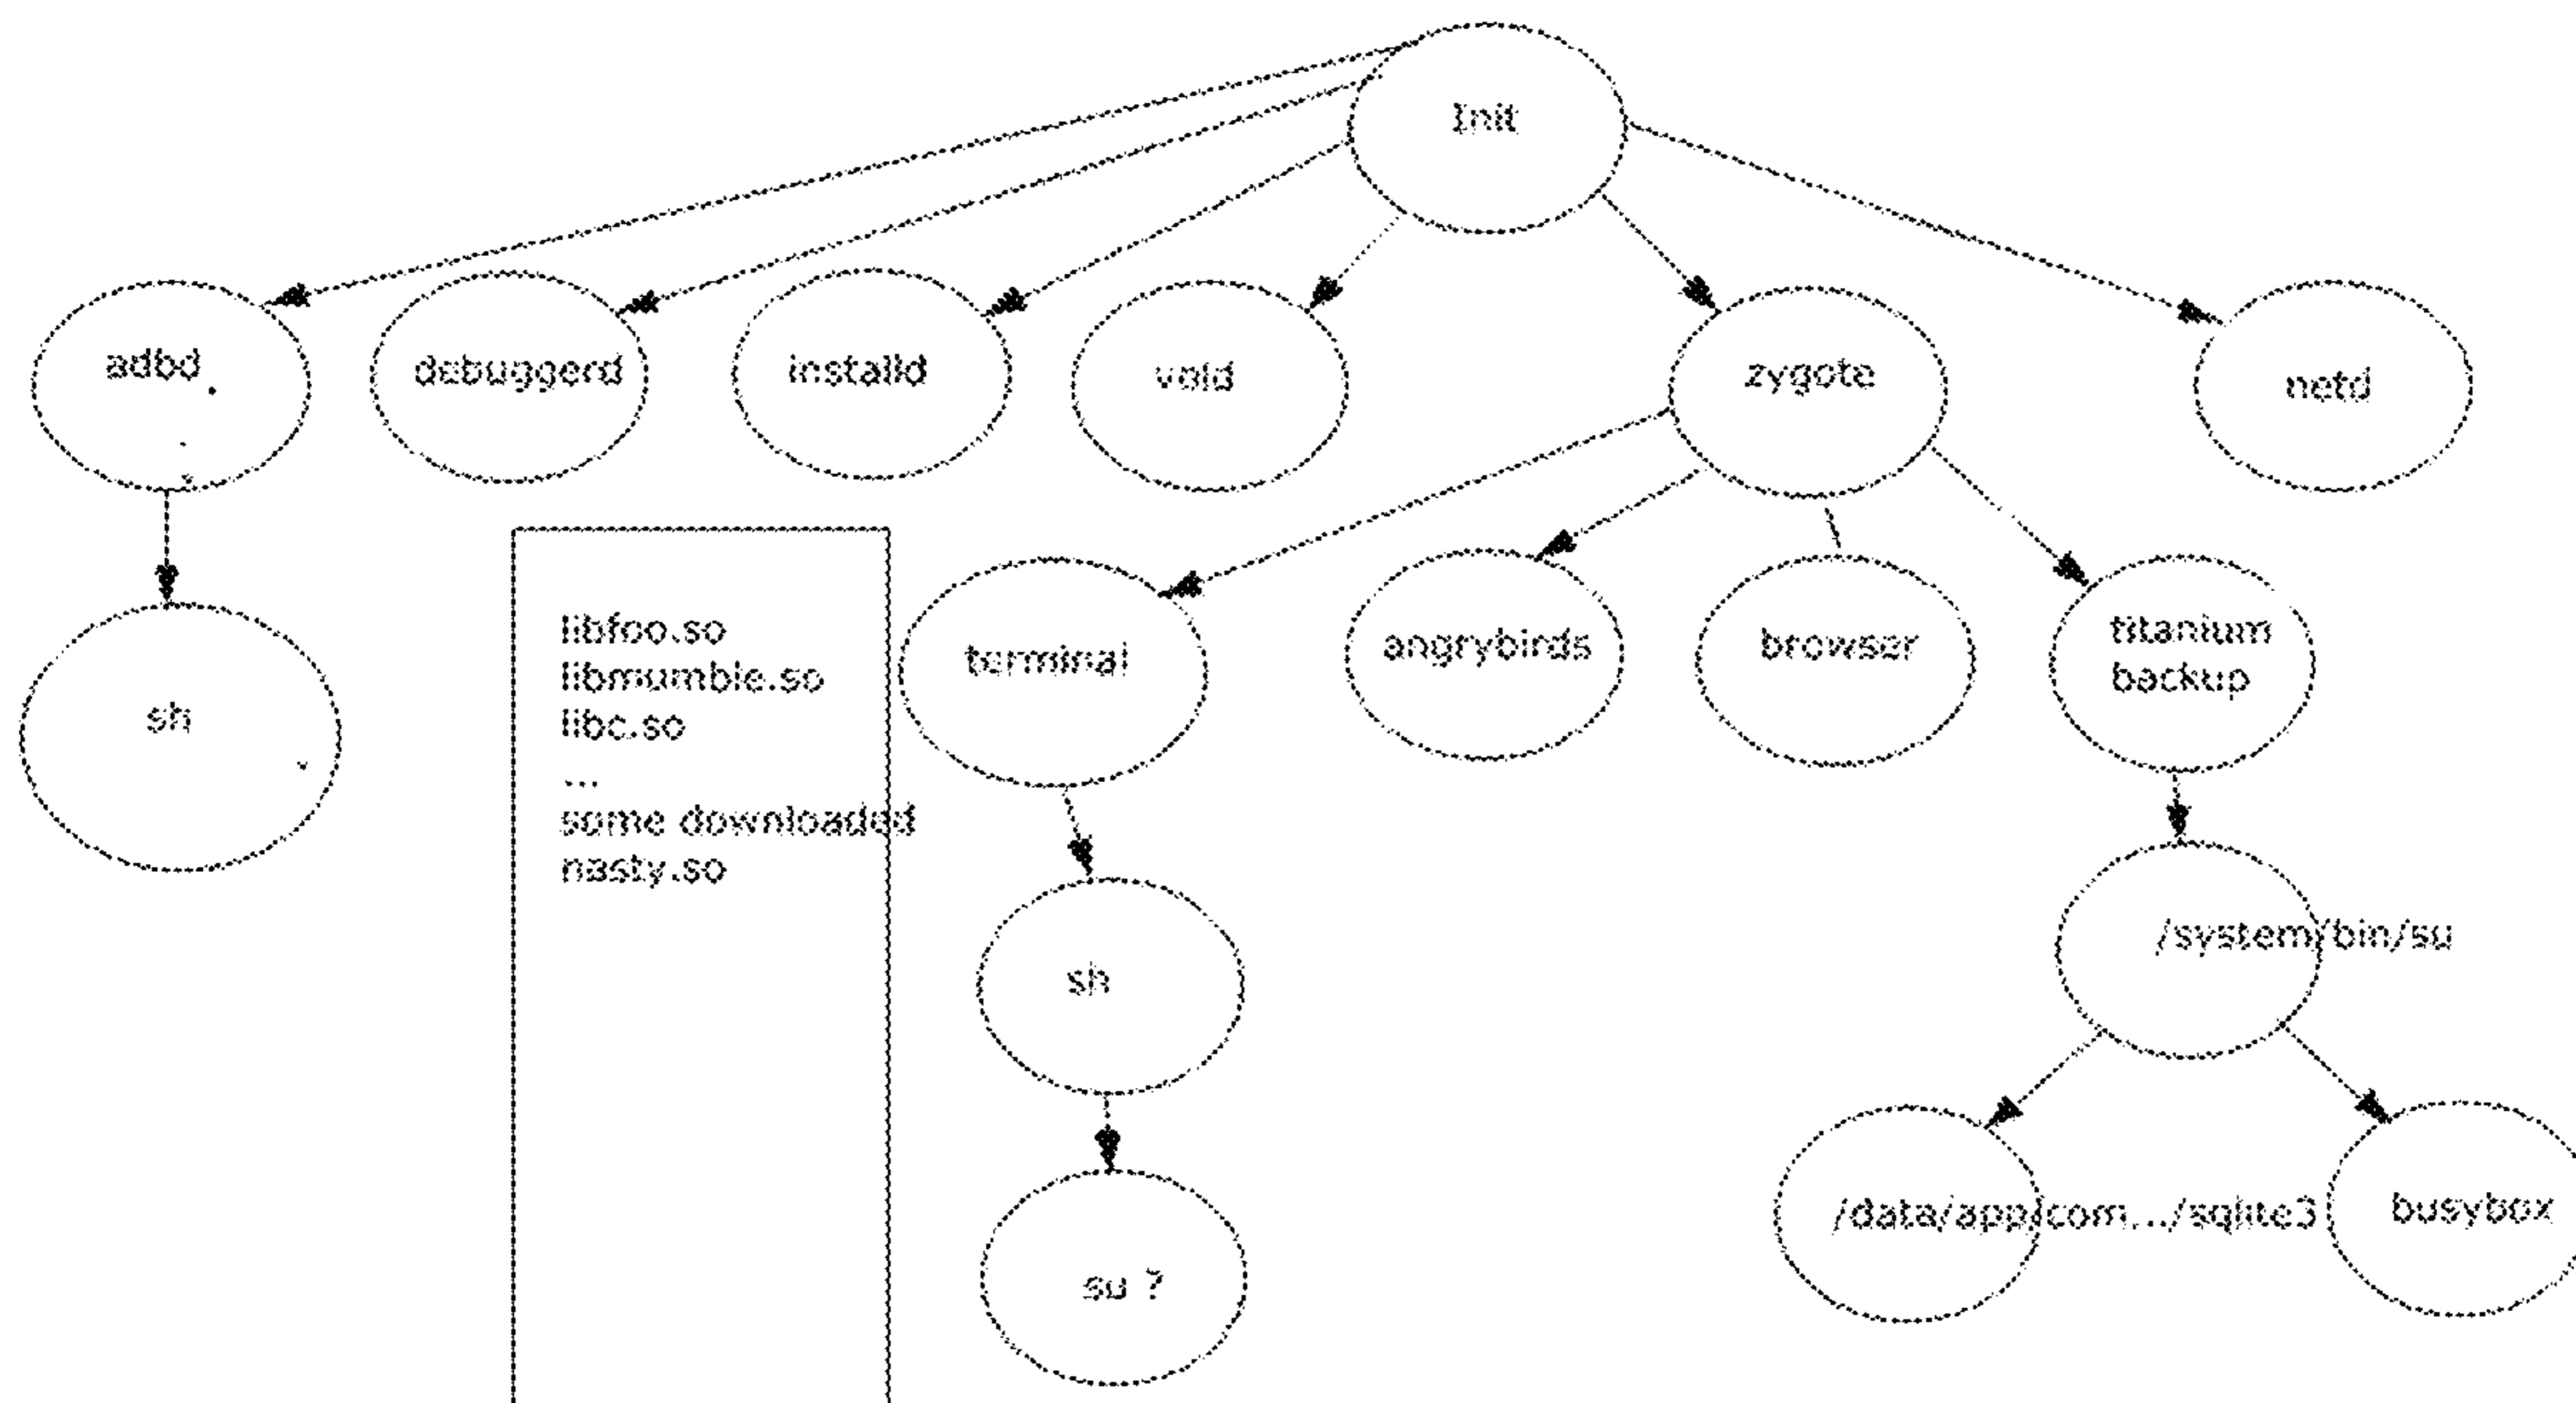 Init
adbd
debuggerd
installd
vold
zygote
netd
libfoo.so
libmumble.so
libc.so
...
some downloaded
nasty.so
sh
terminal
angrybirds
browser
titanium
backup
sh
/system/bin/su
su ?
/data/app/com.../sqlite3
busybox